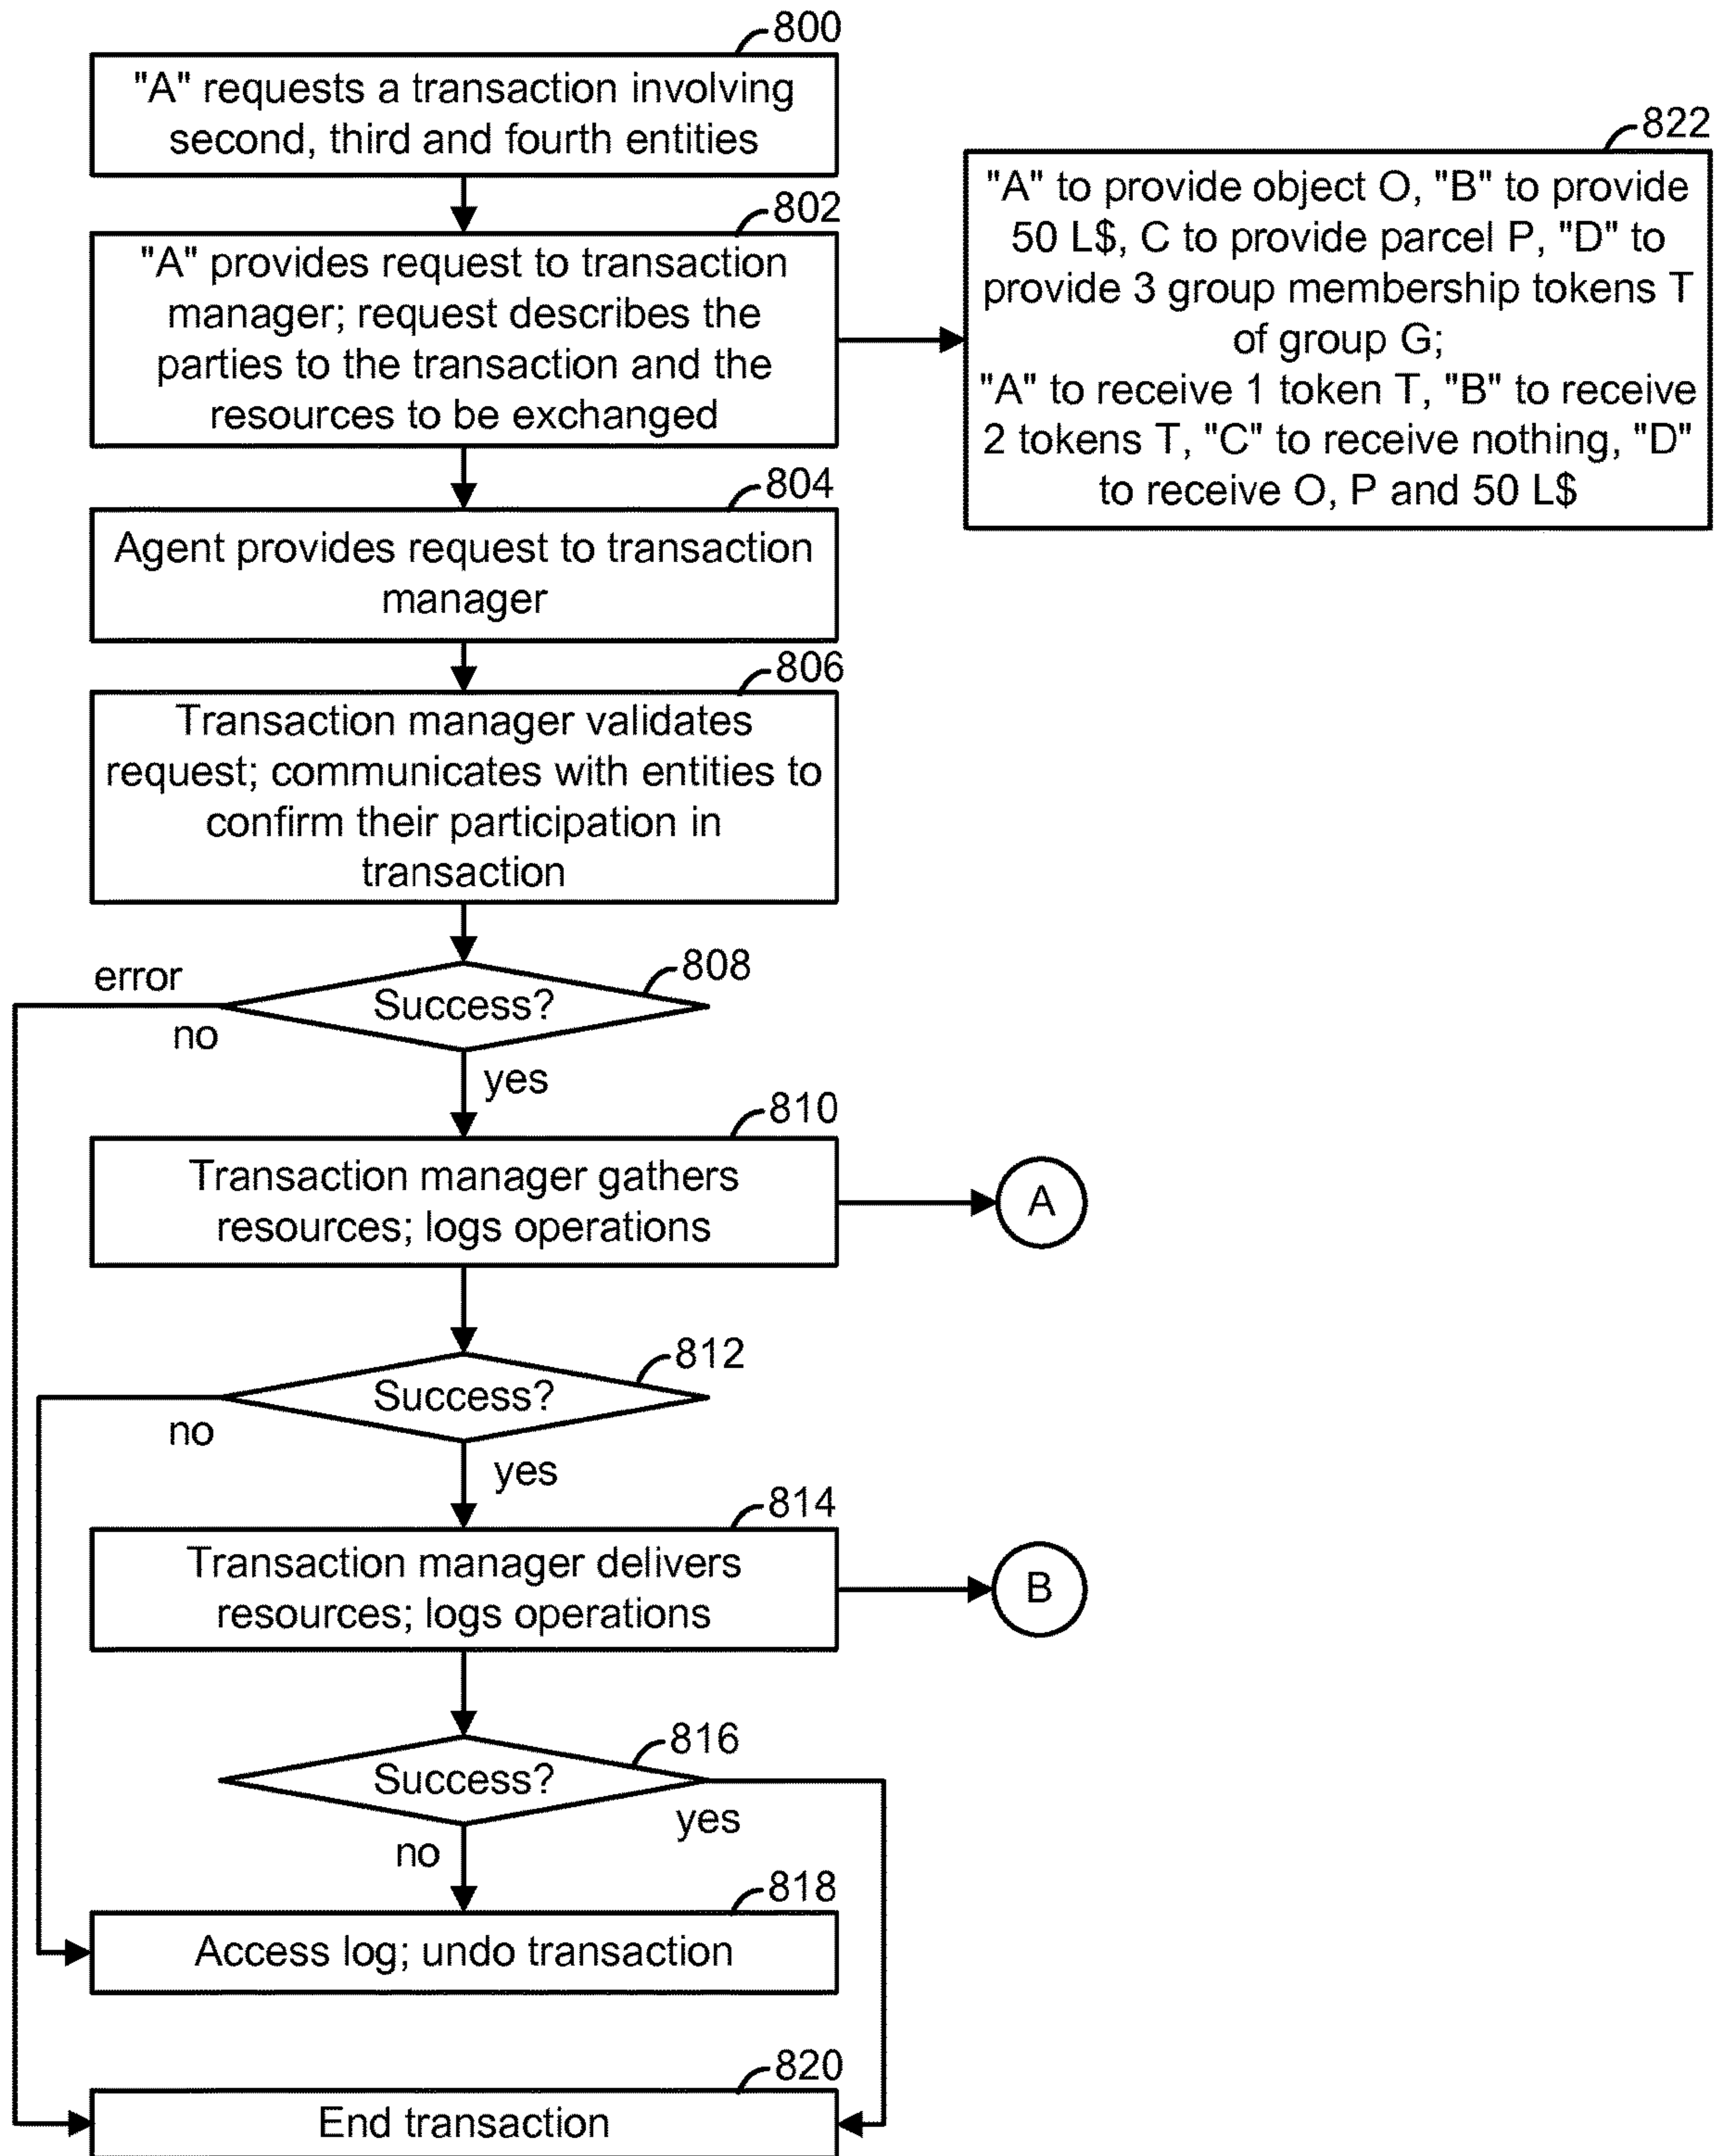 800
"A" requests a transaction involving
second, third and fourth entities
822
"A" to provide object O, "B" to provide
50 L$, C to provide parcel P, "D" to
provide 3 group membership tokens T
of group G;
"A" to receive 1 token T, "B" to receive
2 tokens T, "C" to receive nothing, "D"
to receive O, P and 50 L$
802
"A" provides request to transaction
manager; request describes the
parties to the transaction and the
resources to be exchanged
804
Agent provides request to transaction
manager
806
Transaction manager validates
request; communicates with entities to
confirm their participation in
transaction
808
error
Success?
no
yes
810
Transaction manager gathers
resources; logs operations
A
812
Success?
no
yes
814
Transaction manager delivers
resources; logs operations
B
816
Success?
yes
no
818
Access log; undo transaction
820
End transaction